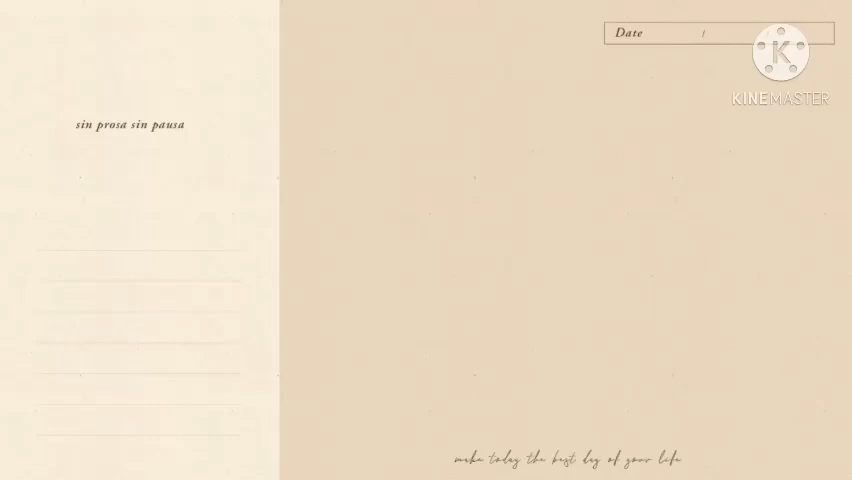 Date /
KINEMASTER
sin prosa sin pausa
make today the best day of your life